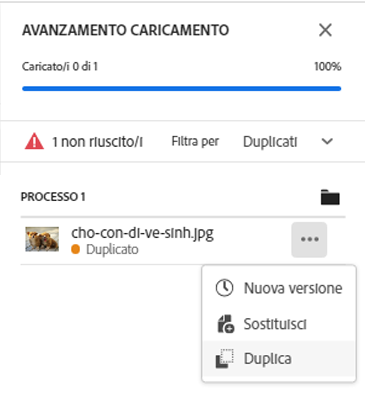 AVANZAMENTO CARICAMENTO
Caricato/i 0 di 1 100%
1 non riuscito/i Filtra per Duplicati
PROCESSO 1
cho-con-di-ve-sinh.jpg
Duplicato
Nuova versione
Sostituisci
Duplica